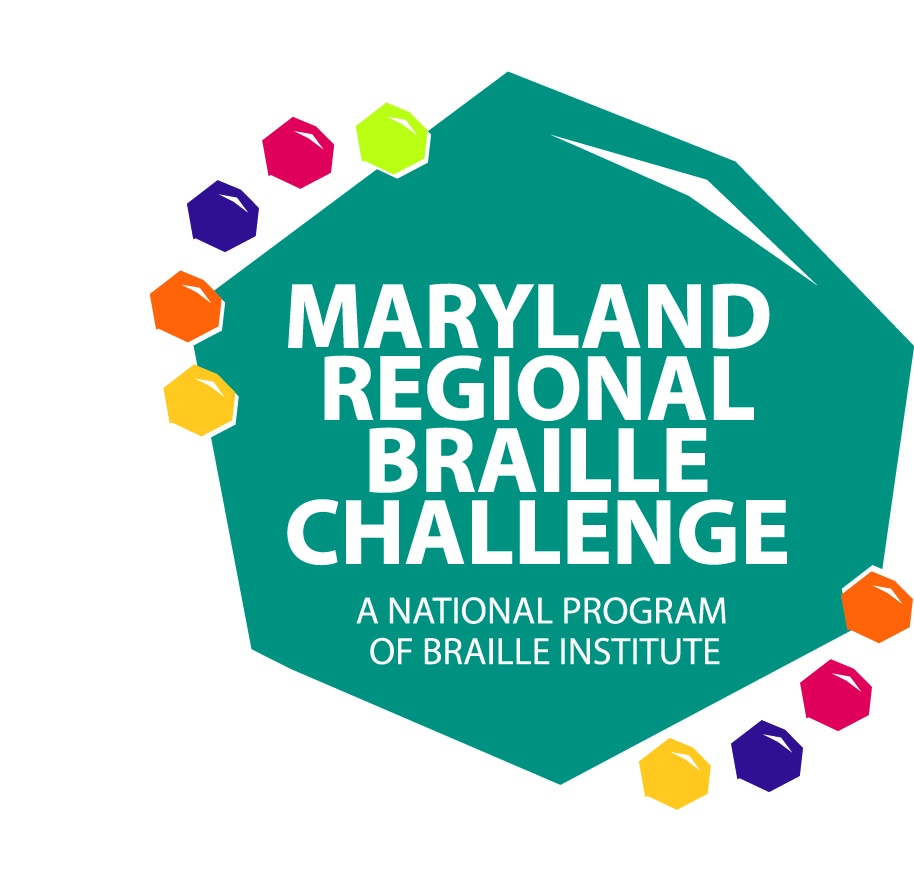 MARYLAND
REGIONAL
BRAILLE
CHALLENGE
A NATIONAL PROGRAM
OF BRAILLE INSTITUTE